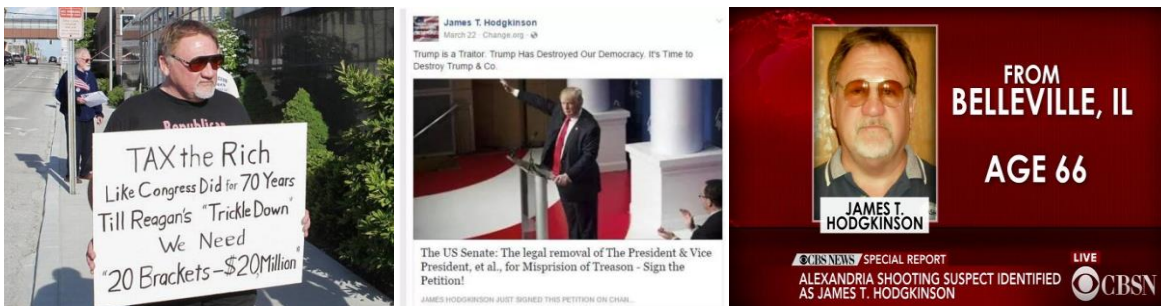 Republican
TAX the Rich
Like Congress Did for 70 Years
Till Reagan's "Trickle Down"
We Need
"20 Brackets-$20,Million"
James T. Hodgkinson
March 22 · Change.org ·
Trump is a Traitor. Trump Has Destroyed Our Democracy. It's Time to
Destroy Trump & Co.
The US Senate: The legal removal of The President & Vice
President, et al., for Misprision of Treason - Sign the
Petition!
JAMES HODGKINSON JUST SIGNED THIS PETITION ON CHAN...
FROM
BELLEVILLE, IL
AGE 66
JAMES T.
HODGKINSON
CBS NEWS SPECIAL REPORT
LIVE
ALEXANDRIA SHOOTING SUSPECT IDENTIFIED
AS JAMES T. HODGKINSON
CBSN